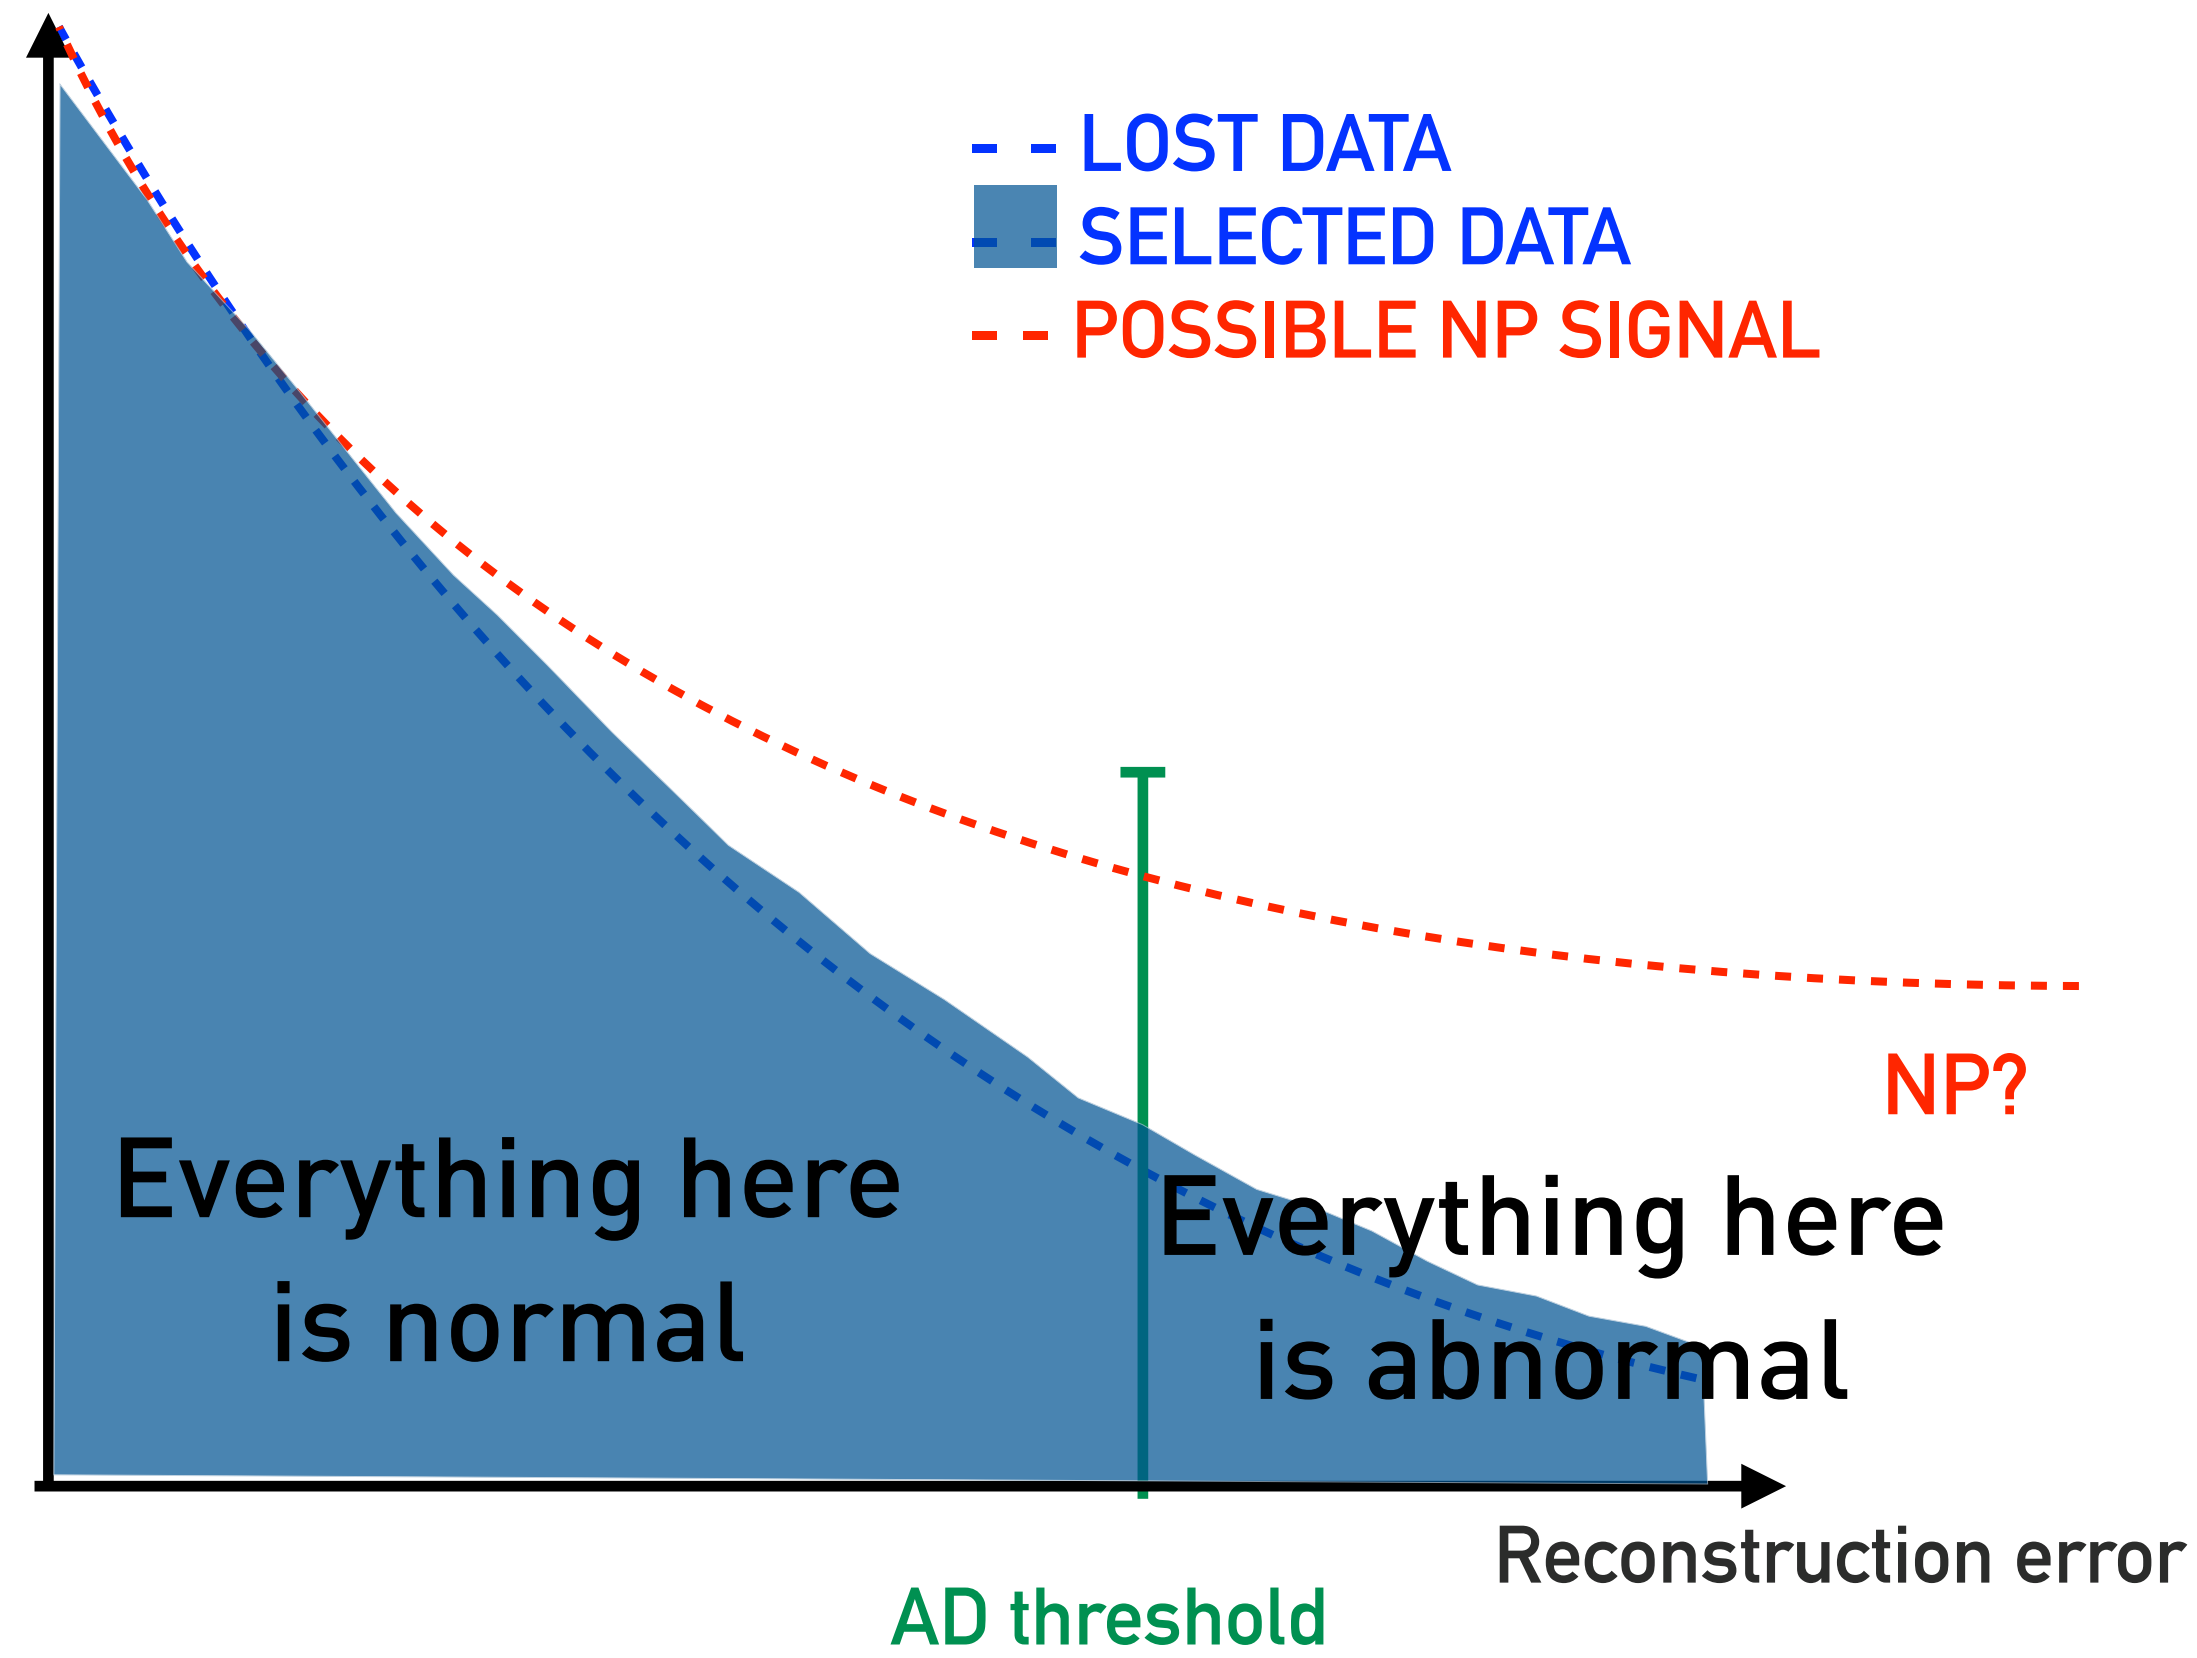 LOST DATA
SELECTED DATA
POSSIBLE NP SIGNAL
NP?
Everything here
is normal
Everything here
is abnormal
Reconstruction error
AD threshold